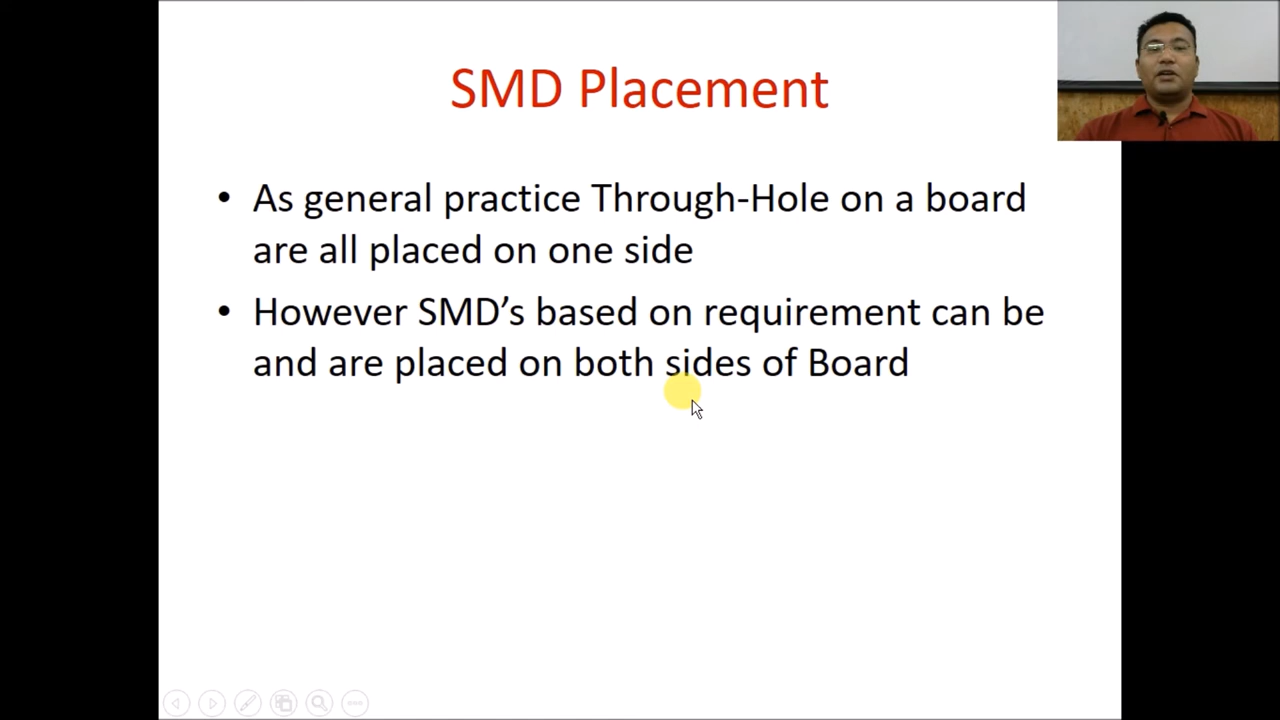 SMD Placement
• As general practice Through-Hole on a board
are all placed on one side
• However SMD’s based on requirement can be
and are placed on both sides of Board